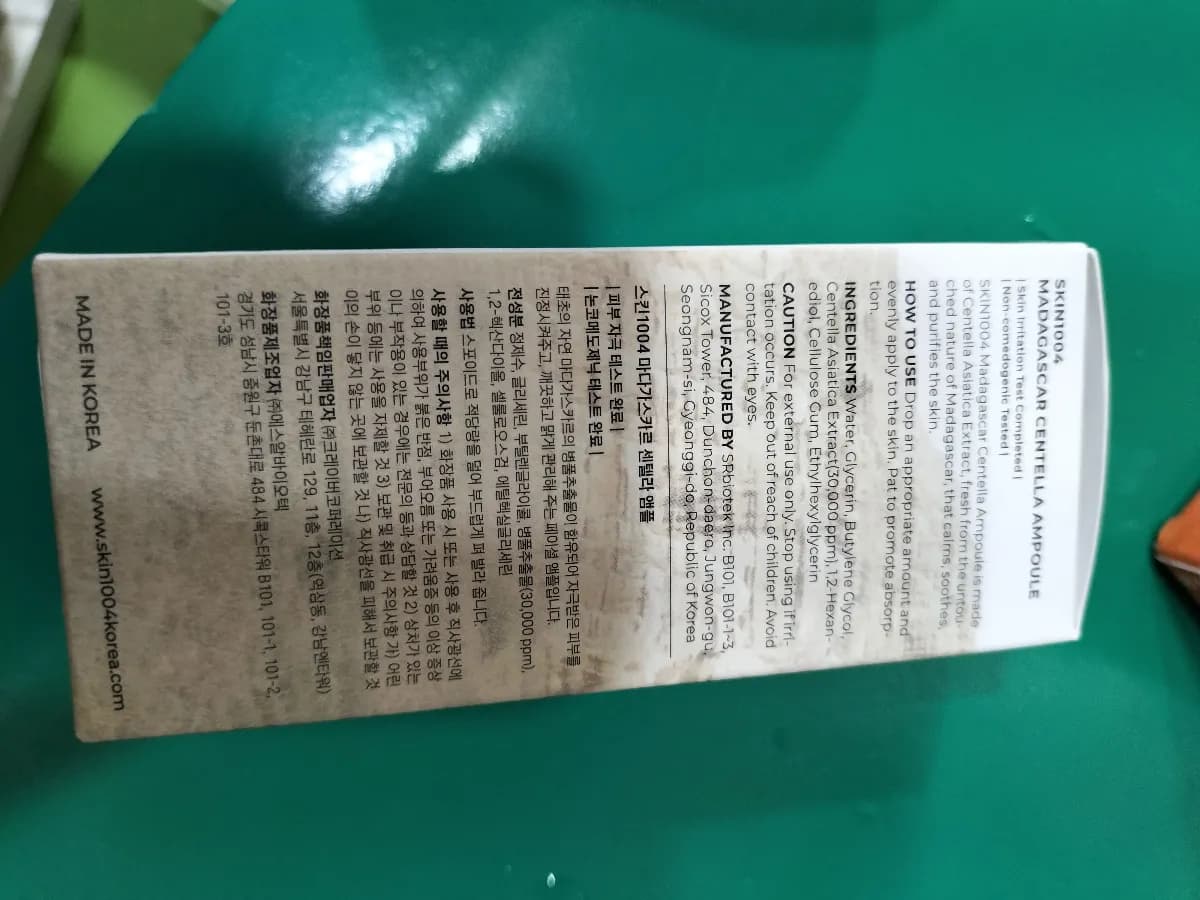 SKIN1004
MADAGASCAR CENTELLA AMPOULE
| Skin Irritation Test Completed |
| Non-comedogenic Tested |
SKIN1004 Madagascar Centella Ampoule is made
of Centella Asiatica Extract, fresh from the untou-
ched nature of Madagascar, that calms, soothes,
and purifies the skin.
HOW TO USE Drop an appropriate amount and
evenly apply to the skin. Pat to promote absorp-
tion.
INGREDIENTS Water, Glycerin, Butylene Glycol,
Centella Asiatica Extract(30,000 ppm), 1,2-Hexan-
ediol, Cellulose Gum, Ethylhexylglycerin
CAUTION For external use only. Stop using if irri-
tation occurs. Keep out of reach of children. Avoid
contact with eyes.
MANUFACTURED BY SRbiotek Inc. B101, B101-1~3,
Sicox Tower, 484, Dunchon-daero, Jungwon-gu,
Seongnam-si, Gyeonggi-do, Republic of Korea
스킨1004 마다가스카르 센텔라 앰플
| 피부 자극 테스트 완료 |
| 논코메도제닉 테스트 완료 |
태초의 자연 마다가스카르의 병풀추출물이 함유되어 자극받은 피부를
진정시켜주고, 깨끗하고 맑게 관리해 주는 페이셜 앰플입니다.
전성분 정제수, 글리세린, 부틸렌글라이콜, 병풀추출물(30,000 ppm),
1,2-헥산다이올, 셀룰로오스검, 에틸헥실글리세린
사용법 스포이드로 적당량을 덜어 부드럽게 펴 발라 줍니다.
사용할 때의 주의사항 1) 화장품 사용 시 또는 사용 후 직사광선에
의하여 사용부위가 붉은 반점, 부어오름 또는 가려움증 등의 이상 증상
이나 부작용이 있는 경우에는 전문의 등과 상담할 것 2) 상처가 있는
부위 등에는 사용을 자제할 것 3) 보관 및 취급 시 주의사항 가) 어린
이의 손이 닿지 않는 곳에 보관할 것 나) 직사광선을 피해서 보관할 것
화장품책임판매업자 ㈜크레이버코퍼레이션
서울특별시 강남구 테헤란로 129, 11층, 12층(역삼동, 강남엔타워)
화장품제조업자 ㈜에스알바이오텍
경기도 성남시 중원구 둔촌대로 484 시콕스타워 B101, 101-1, 101-2,
101-3호
MADE IN KOREA www.skin1004korea.com